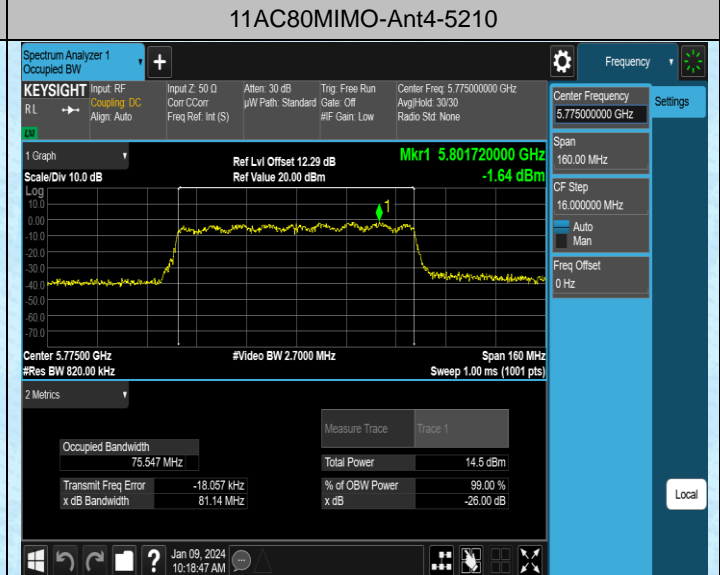 11AC80MIMO-Ant4-5210
Spectrum Analyzer 1
Occupied BW
+
Frequency
KEYSIGHT
RL
Input: RF
Coupling: DC
Align: Auto
Input Z: 50 Ω
Corr CCorr
Freq Ref: Int (S)
Atten: 30 dB
µW Path: Standard
Trig: Free Run
Gate: Off
#IF Gain: Low
Center Freq: 5.775000000 GHz
Avg|Hold: 30/30
Radio Std: None
Center Frequency
5.775000000 GHz
Settings
Span
160.00 MHz
CF Step
16.000000 MHz
Auto
Man
Freq Offset
0 Hz
Local
1 Graph
Scale/Div 10.0 dB
Ref Lvl Offset 12.29 dB
Ref Value 20.00 dBm
Mkr1 5.801720000 GHz
-1.64 dBm
Log
10.0
0.00
-10.0
-20.0
-30.0
-40.0
-50.0
-60.0
-70.0
1
Center 5.77500 GHz
#Res BW 820.00 kHz
#Video BW 2.7000 MHz
Span 160 MHz
Sweep 1.00 ms (1001 pts)
2 Metrics
Measure Trace Trace 1
Occupied Bandwidth
75.547 MHz
Total Power 14.5 dBm
Transmit Freq Error -18.057 kHz
% of OBW Power 99.00 %
x dB Bandwidth 81.14 MHz
x dB -26.00 dB
?
Jan 09, 2024
10:18:47 AM